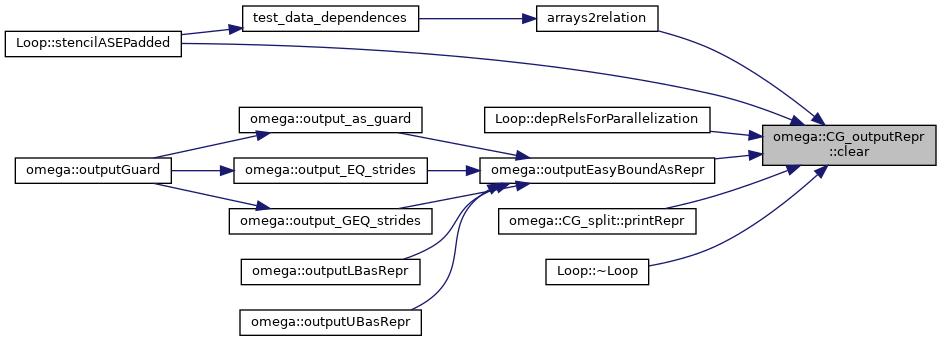 test_data_dependences
arrays2relation
Loop::stencilASEPadded
omega::output_as_guard
Loop::depRelsForParallelization
omega::CG_outputRepr
::clear
omega::outputGuard
omega::output_EQ_strides
omega::outputEasyBoundAsRepr
omega::output_GEQ_strides
omega::CG_split::printRepr
omega::outputLBasRepr
Loop::~Loop
omega::outputUBasRepr